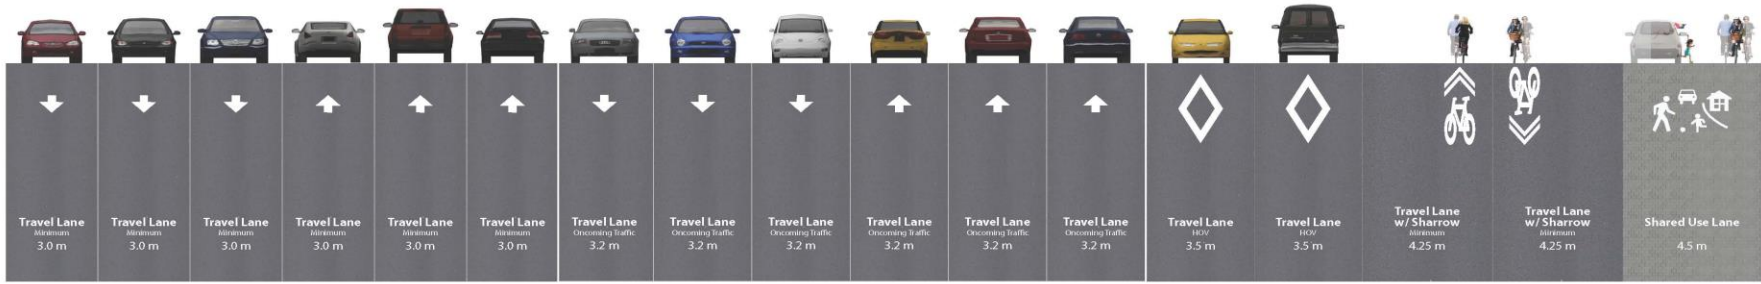 Travel Lane
Minimum
3.0 m
Travel Lane
Minimum
3.0 m
Travel Lane
Minimum
3.0 m
Travel Lane
Minimum
3.0 m
Travel Lane
Minimum
3.0 m
Travel Lane
Minimum
3.0 m
Travel Lane
Oncoming Traffic
3.2 m
Travel Lane
Oncoming Traffic
3.2 m
Travel Lane
Oncoming Traffic
3.2 m
Travel Lane
Oncoming Traffic
3.2 m
Travel Lane
Oncoming Traffic
3.2 m
Travel Lane
Oncoming Traffic
3.2 m
Travel Lane
HOV
3.5 m
Travel Lane
HOV
3.5 m
Travel Lane
w/ Sharrow
Minimum
4.25 m
Travel Lane
w/ Sharrow
Minimum
4.25 m
Shared Use Lane
4.5 m